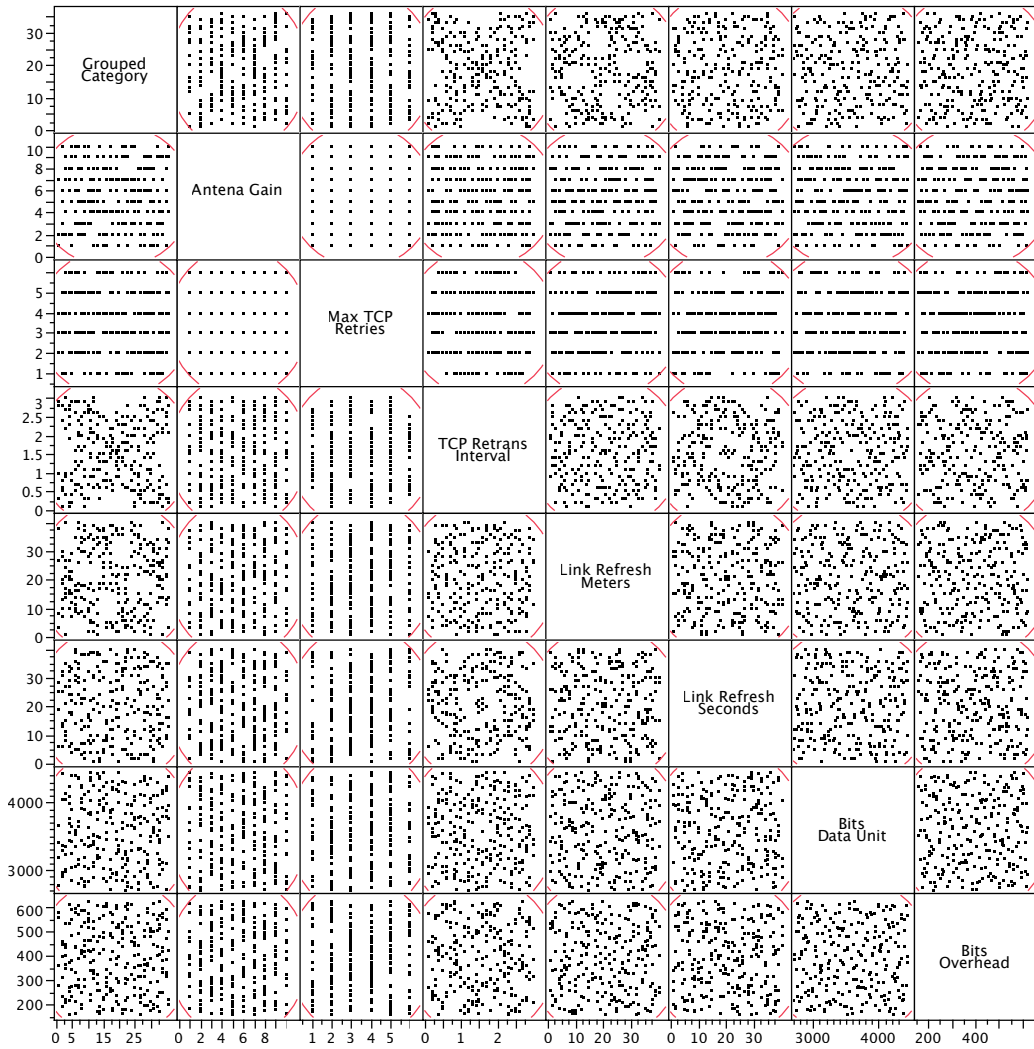 30
20
10
0
Grouped
Category
10
8
6
4
2
0
Antena Gain
5
4
3
2
1
Max TCP
Retries
3
2.5
2
1.5
1
0.5
0
TCP Retrans
Interval
30
20
10
0
Link Refresh
Meters
30
20
10
0
Link Refresh
Seconds
4000
3000
Bits
Data Unit
600
500
400
300
200
Bits
Overhead
0 5 15 25 0 2 4 6 8 1 2 3 4 5 0 1 2 0 10 20 30 0 10 20 30 3000 4000 200 400